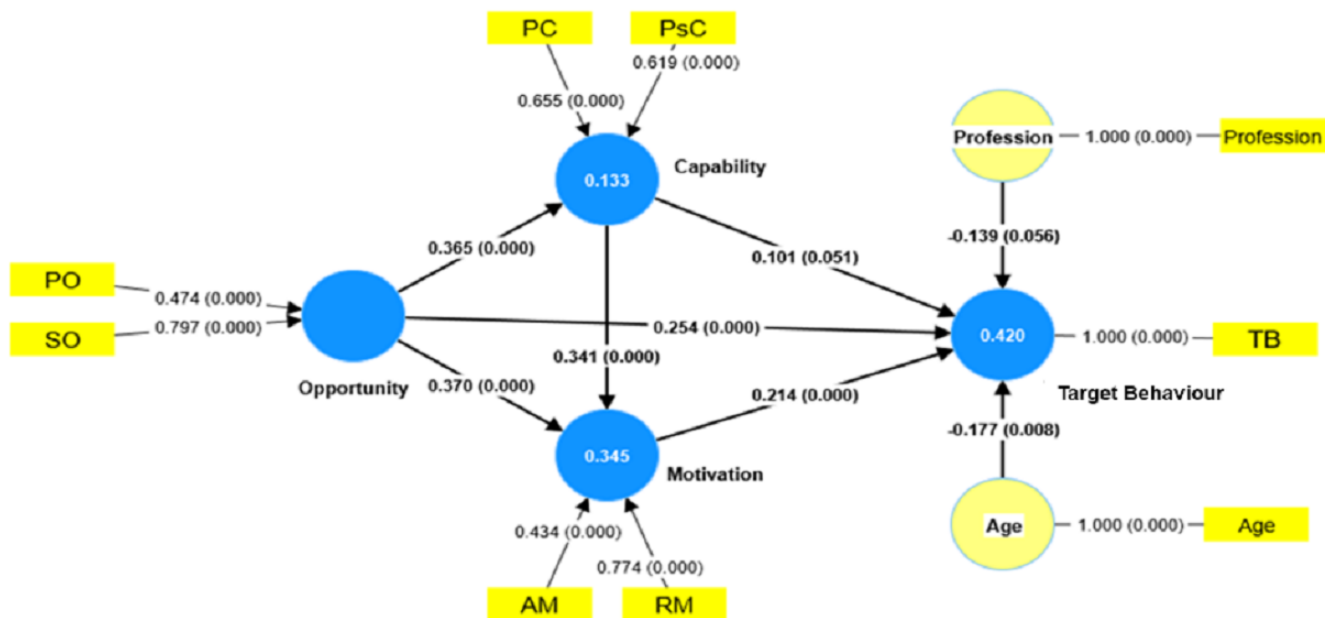 PC
PsC
0.619 (0.000)
0.655 (0.000)
Profession
1.000 (0.000)
Profession
Capability
0.133
0.365 (0.000)
0.101 (0.051)
-0.139 (0.056)
PO
0.474 (0.000)
SO
0.797 (0.000)
0.254 (0.000)
0.420
1.000 (0.000)
TB
0.341 (0.000)
Opportunity
0.370 (0.000)
0.214 (0.000)
Target Behaviour
-0.177 (0.008)
0.345
Motivation
Age
1.000 (0.000)
Age
0.434 (0.000)
0.774 (0.000)
AM
RM